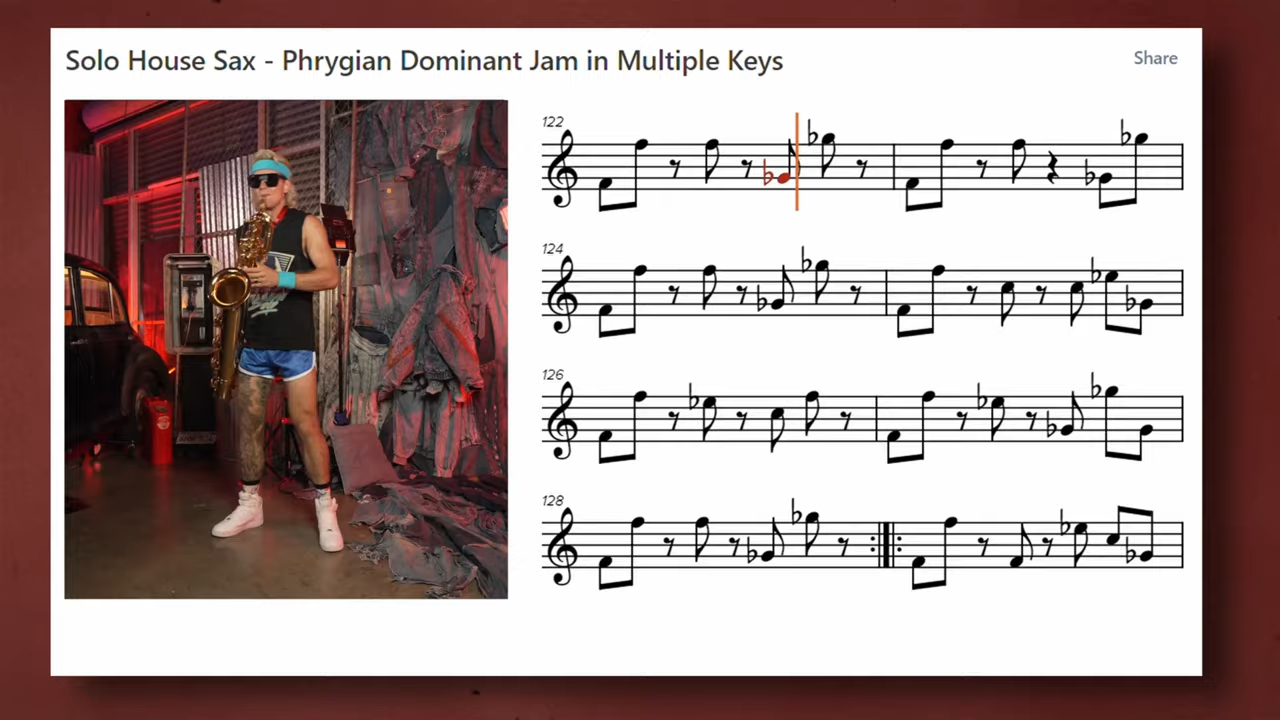 Solo House Sax - Phrygian Dominant Jam in Multiple Keys
Share
122
124
126
128